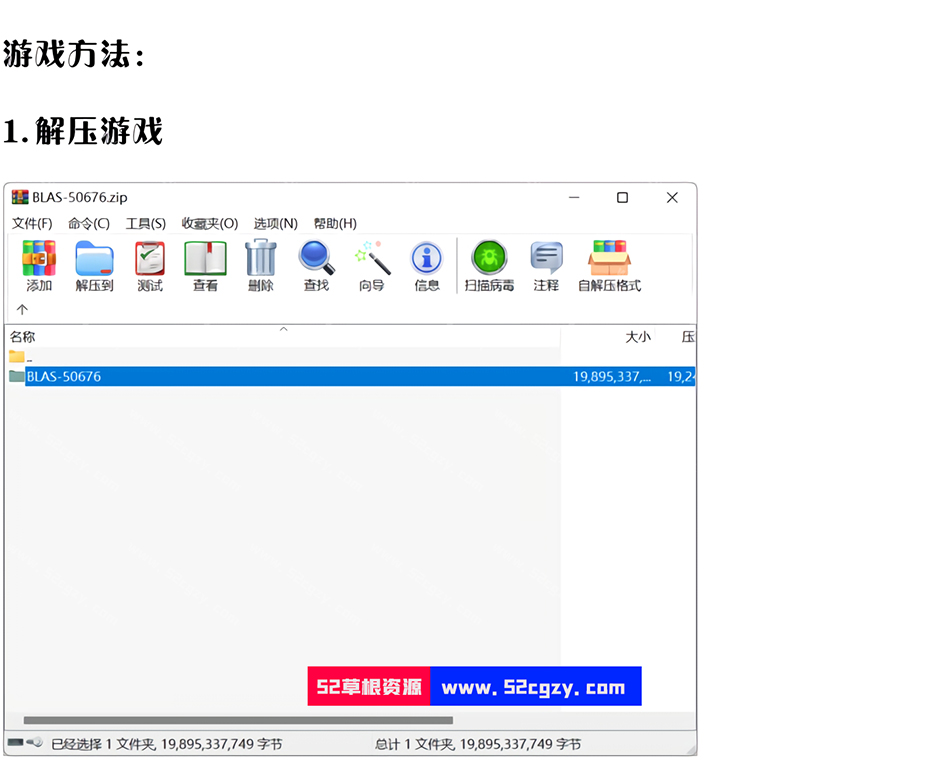 游戏方法：
1.解压游戏
BLAS-50676.zip
文件(F) 命令(C) 工具(S) 收藏夹(O) 选项(N) 帮助(H)
添加 解压到 测试 查看 删除 查找 向导 信息 扫描病毒 注释 自解压格式
名称 大小 压
..
BLAS-50676 19,895,337,... 19,24
52草根资源 www.52cgzy.com
已经选择 1 文件夹, 19,895,337,749 字节 总计 1 文件夹, 19,895,337,749 字节